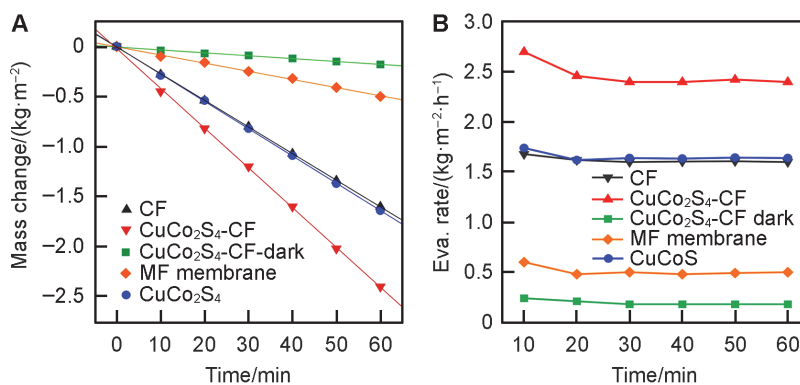 A
Mass change/(kg·m⁻²)
0
−0.5
−1.0
−1.5
−2.0
−2.5
CF
CuCo₂S₄-CF
CuCo₂S₄-CF-dark
MF membrane
CuCo₂S₄
0 10 20 30 40 50 60
Time/min
B
Eva. rate/(kg·m⁻²·h⁻¹)
3.0
2.5
2.0
1.5
1.0
0.5
0
CF
CuCo₂S₄-CF
CuCo₂S₄-CF dark
MF membrane
CuCoS
10 20 30 40 50 60
Time/min